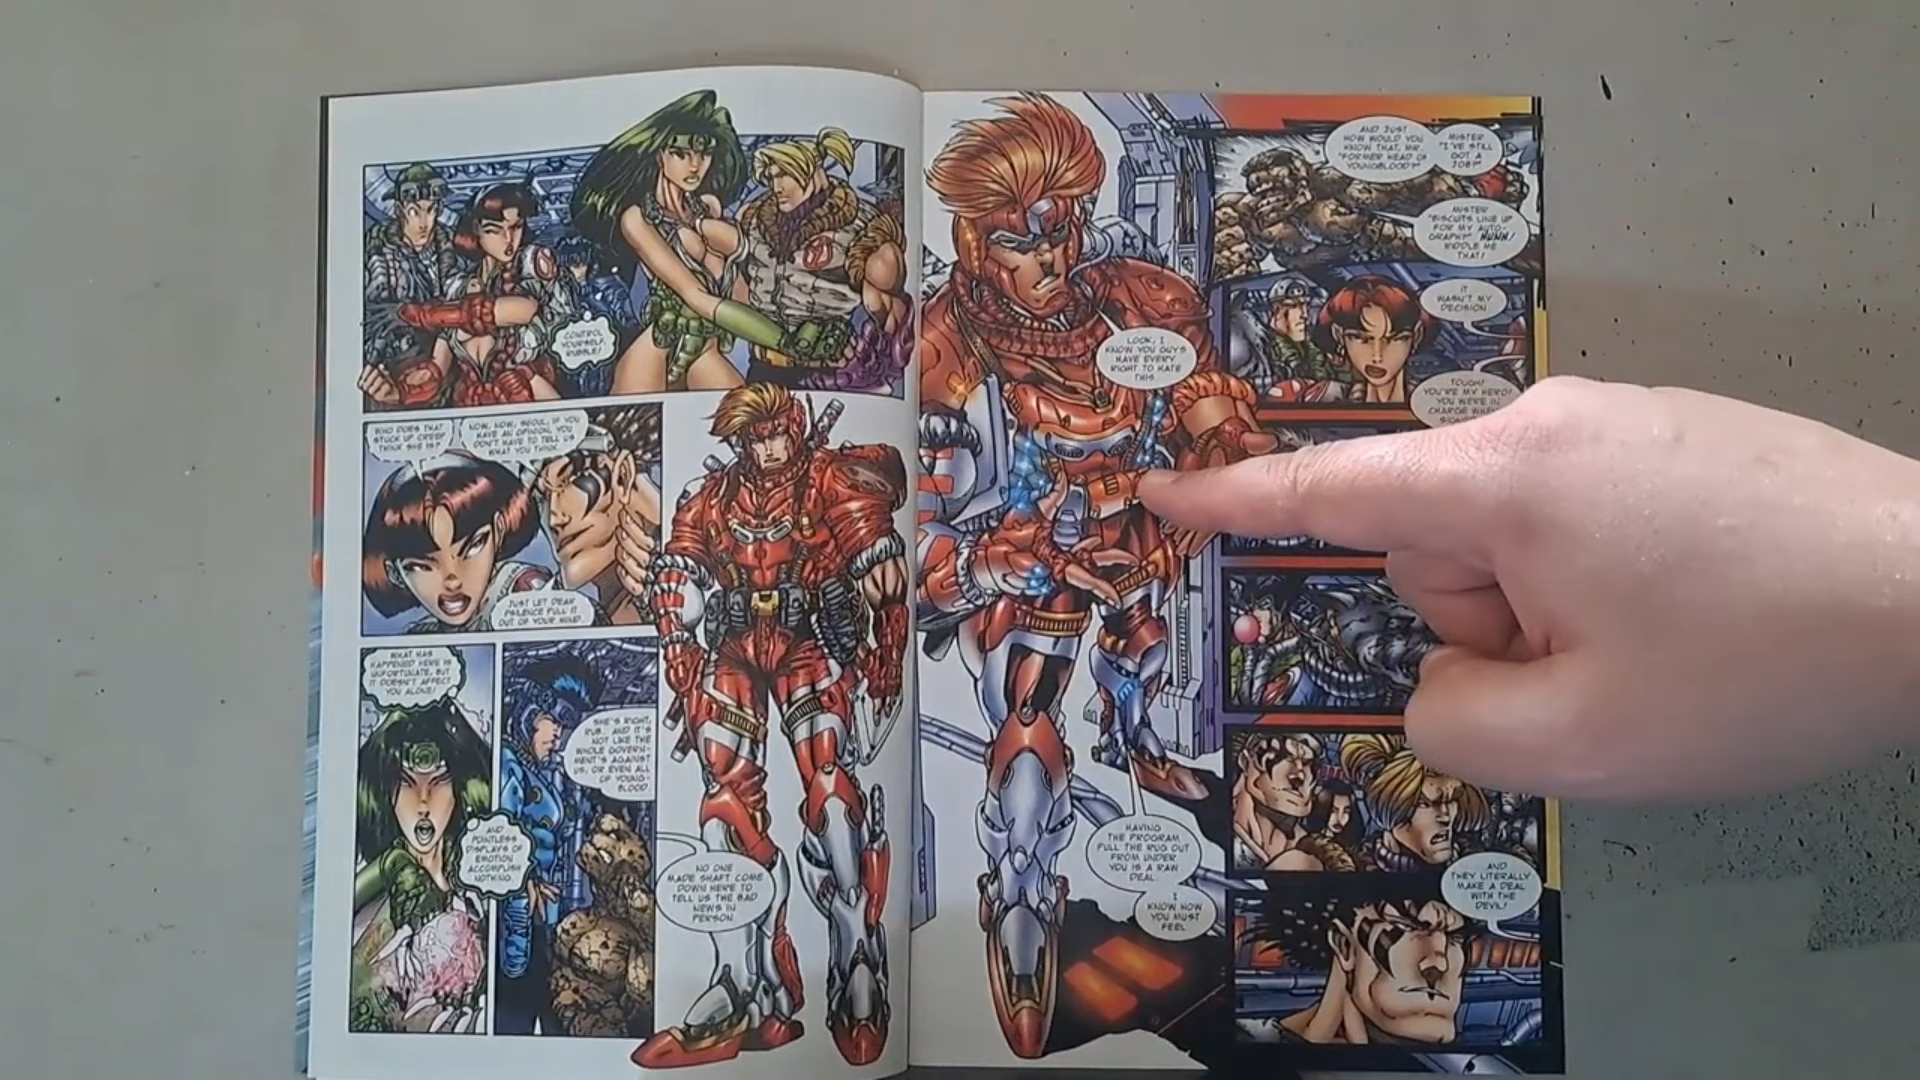 CONTROL
YOURSELF,
RUBBLE!
WHO DOES THAT
STUCK UP CREEP
THINK SHE IS?
NOW, NOW, SEOUL, IF YOU
HAVE AN OPINION, YOU
DON'T HAVE TO TELL US
WHAT YOU THINK.
JUST LET DEAR
PSILENCE PULL IT
OUT OF YOUR MIND.
WHAT HAS
HAPPENED HERE IS
UNFORTUNATE, BUT
IT DOESN'T AFFECT
YOU ALONE!
AND
POINTLESS
DISPLAYS OF
EMOTION
ACCOMPLISH
NOTHING.
SHE'S RIGHT,
RUB. AND IT'S
NOT LIKE THE
WHOLE GOVERN-
MENT'S AGAINST
US, OR EVEN ALL
OF YOUNG-
BLOOD.
NO ONE
MADE SHAFT COME
DOWN HERE TO
TELL US THE BAD
NEWS IN
PERSON.
LOOK, I
KNOW YOU GUYS
HAVE EVERY
RIGHT TO HATE
THIS.
HAVING
THE PROGRAM
PULL THE RUG OUT
FROM UNDER
YOU IS A RAW
DEAL.
I
KNOW HOW
YOU MUST
FEEL.
AND JUST
HOW WOULD YOU
KNOW THAT, MR.
"FORMER HEAD OF
YOUNGBLOOD?"
MISTER
"I'VE STILL
GOT A
JOB?"
MISTER
"BISCUITS LINE UP
FOR MY AUTO-
GRAPH?" HUNH!
RIDDLE ME
THAT!
IT
WASN'T MY
DECISION.
TOUGH!
YOU'RE MY HERO!
YOU WERE IN
CHARGE
AND
THEY LITERALLY
MAKE A DEAL
WITH THE
DEVIL!